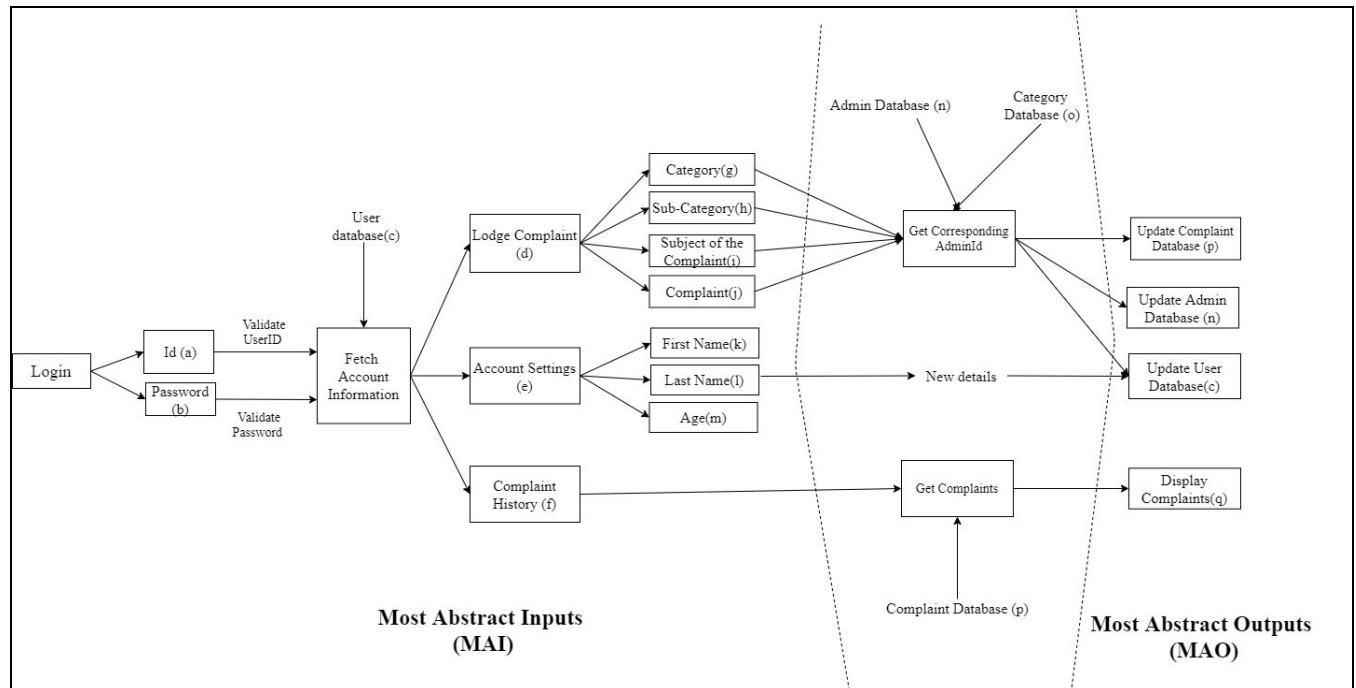 Admin Database (n)
Category
Database (o)
Category(g)
Sub-Category(h)
Subject of the
Complaint(i)
Complaint(j)
User
database(c)
Lodge Complaint
(d)
Get Corresponding
AdminId
Update Complaint
Database (p)
Update Admin
Database (n)
Update User
Database(c)
Validate
UserID
Login
Id (a)
Password
(b)
Validate
Password
Fetch
Account
Information
Account Settings
(e)
First Name(k)
Last Name(l)
Age(m)
New details
Complaint
History (f)
Get Complaints
Display
Complaints(q)
Complaint Database (p)
Most Abstract Inputs
(MAI)
Most Abstract Outputs
(MAO)